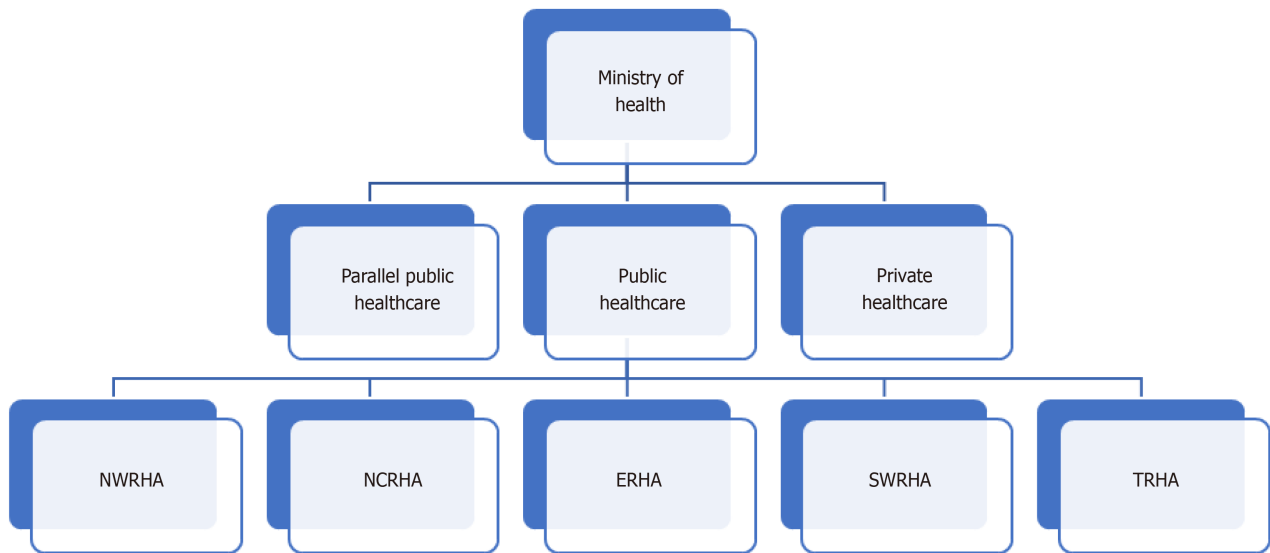 Ministry of
health
Parallel public
healthcare
Public
healthcare
Private
healthcare
NWRHA
NCRHA
ERHA
SWRHA
TRHA